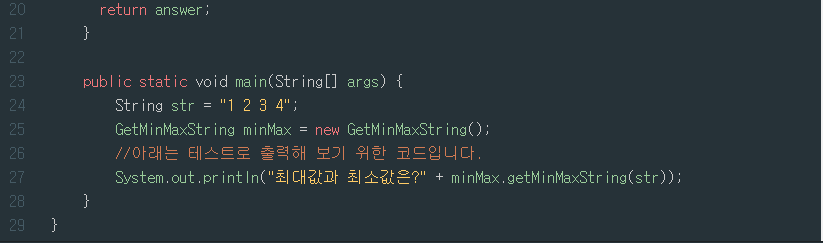 20 return answer;
21 }
22
23 public static void main(String[] args) {
24 String str = "1 2 3 4";
25 GetMinMaxString minMax = new GetMinMaxString();
26 //아래는 테스트로 출력해 보기 위한 코드입니다.
27 System.out.println("최대값과 최소값은?" + minMax.getMinMaxString(str));
28 }
29 }